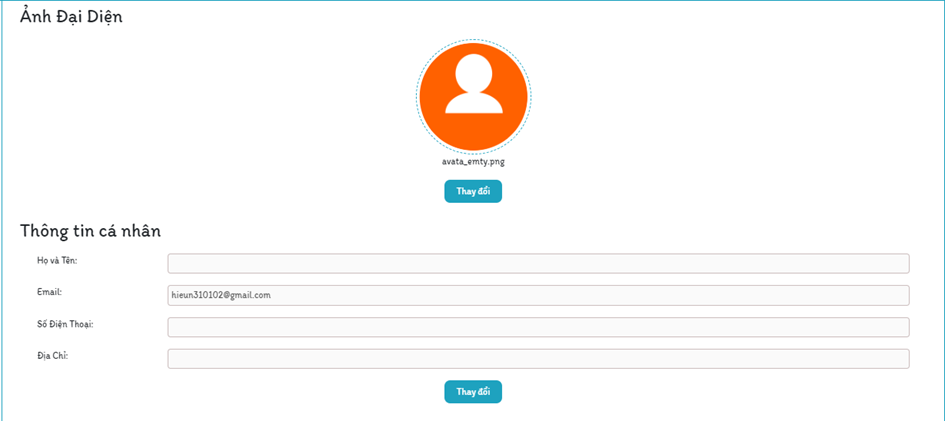 Ảnh Đại Diện
avata_emty.png
Thay đổi
Thông tin cá nhân
Họ và Tên:
Email: hieun310102@gmail.com
Số Điện Thoại:
Địa Chỉ:
Thay đổi